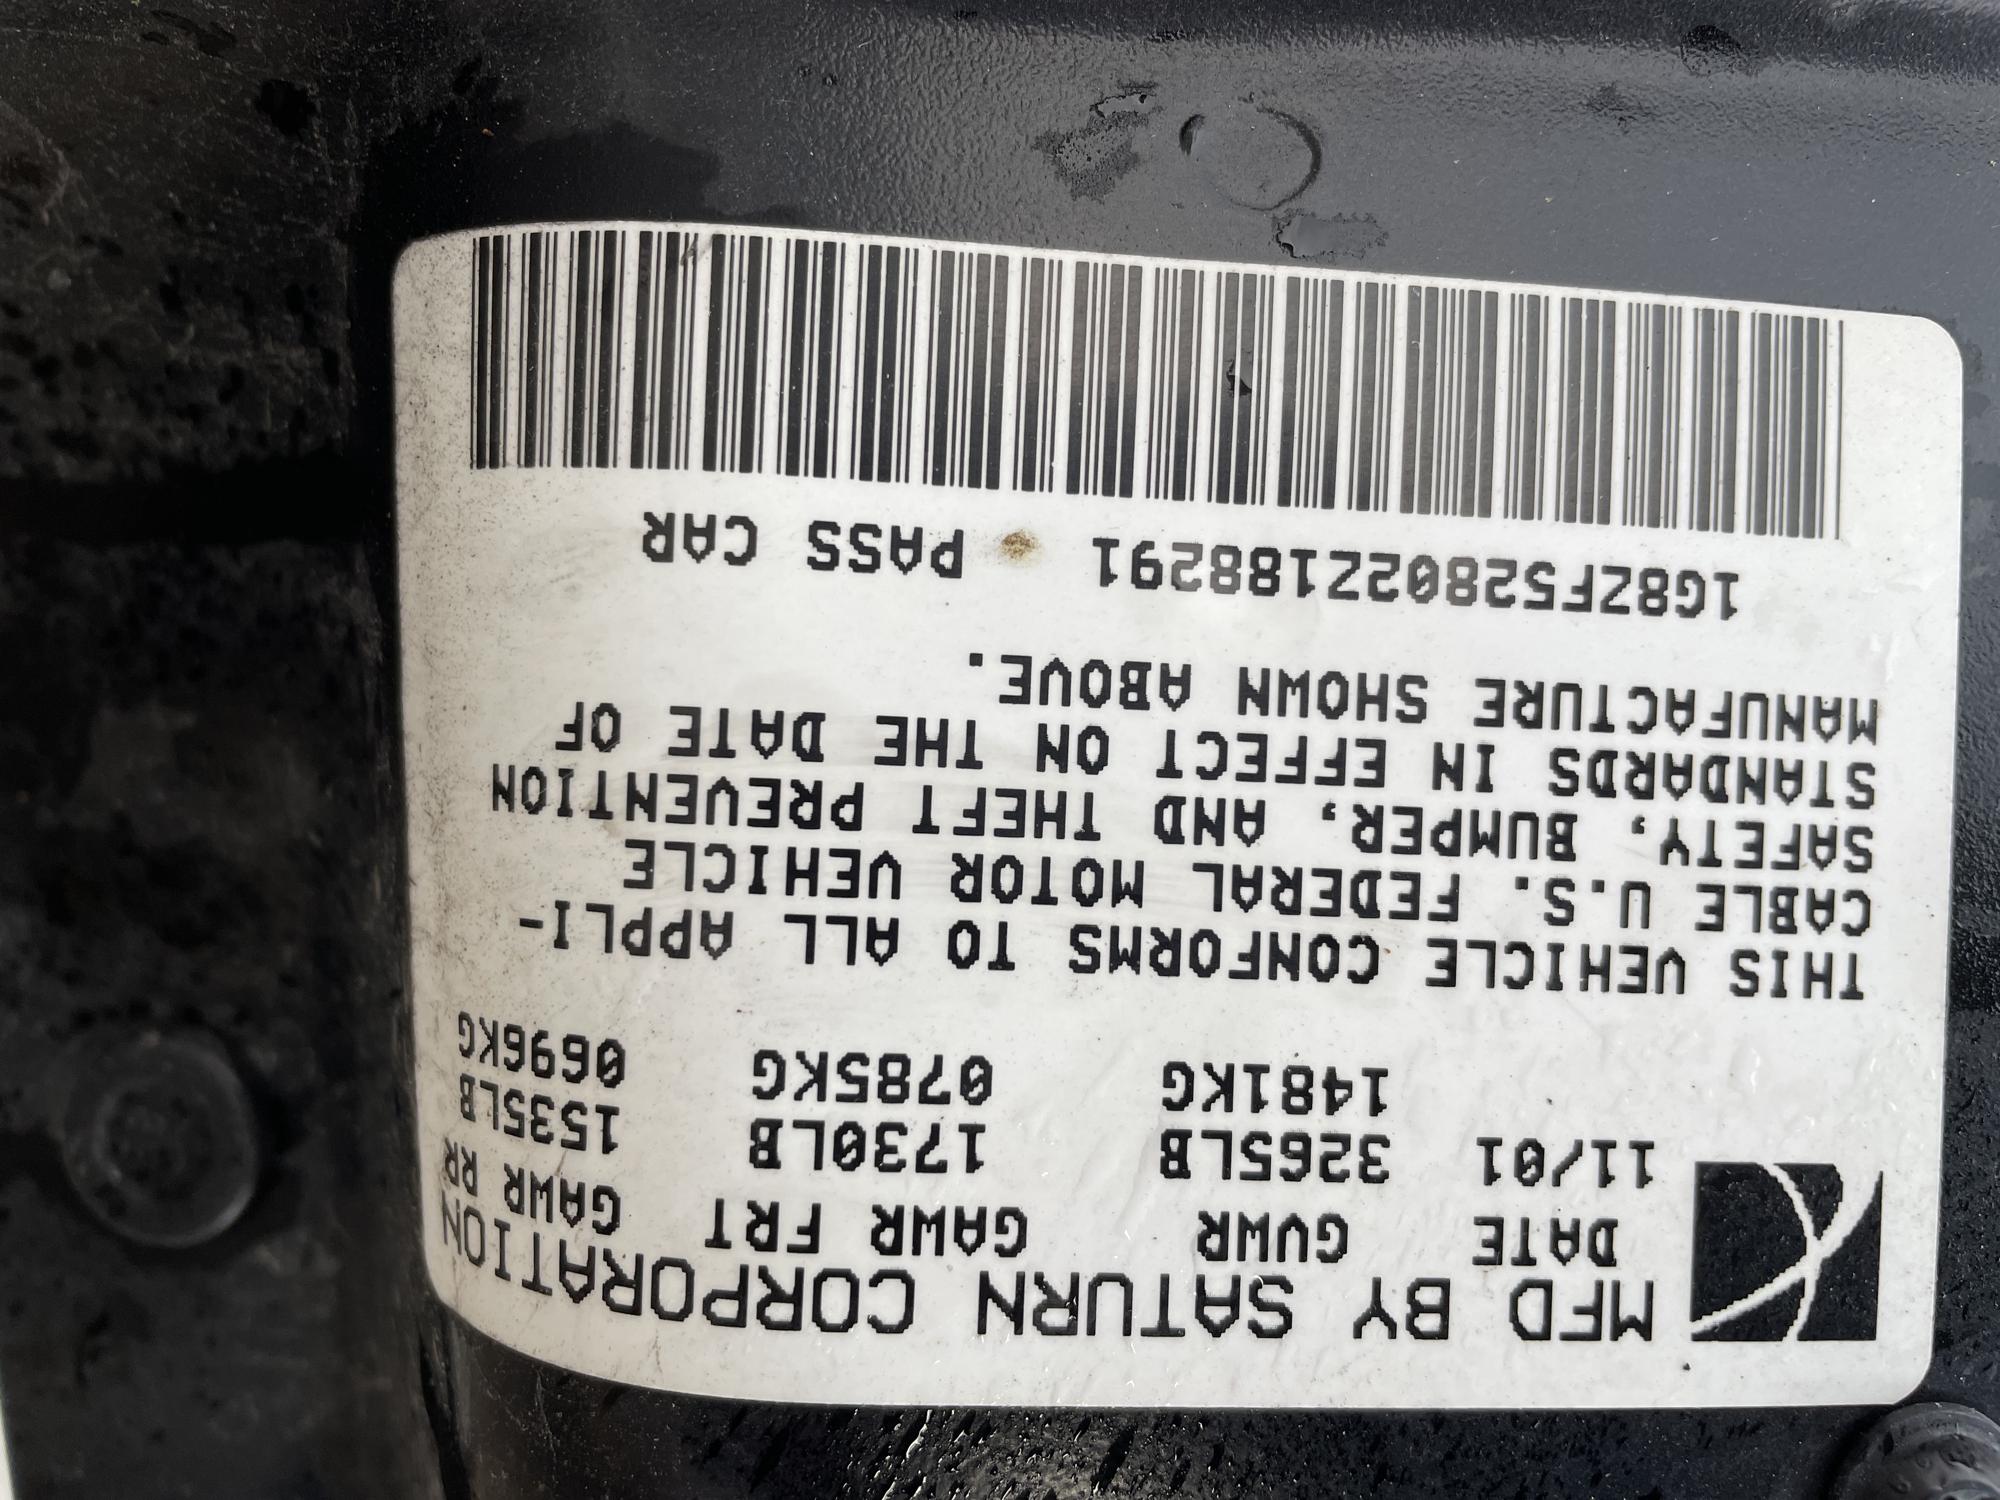 MFD BY SATURN CORPORATION
DATE GVWR GAWR FRT GAWR RR
11/01 3265LB 1730LB 1535LB
1481KG 0785KG 0696KG
THIS VEHICLE CONFORMS TO ALL APPLI-
CABLE U.S. FEDERAL MOTOR VEHICLE
SAFETY, BUMPER, AND THEFT PREVENTION
STANDARDS IN EFFECT ON THE DATE OF
MANUFACTURE SHOWN ABOVE.
1G8ZF52802Z188291 PASS CAR